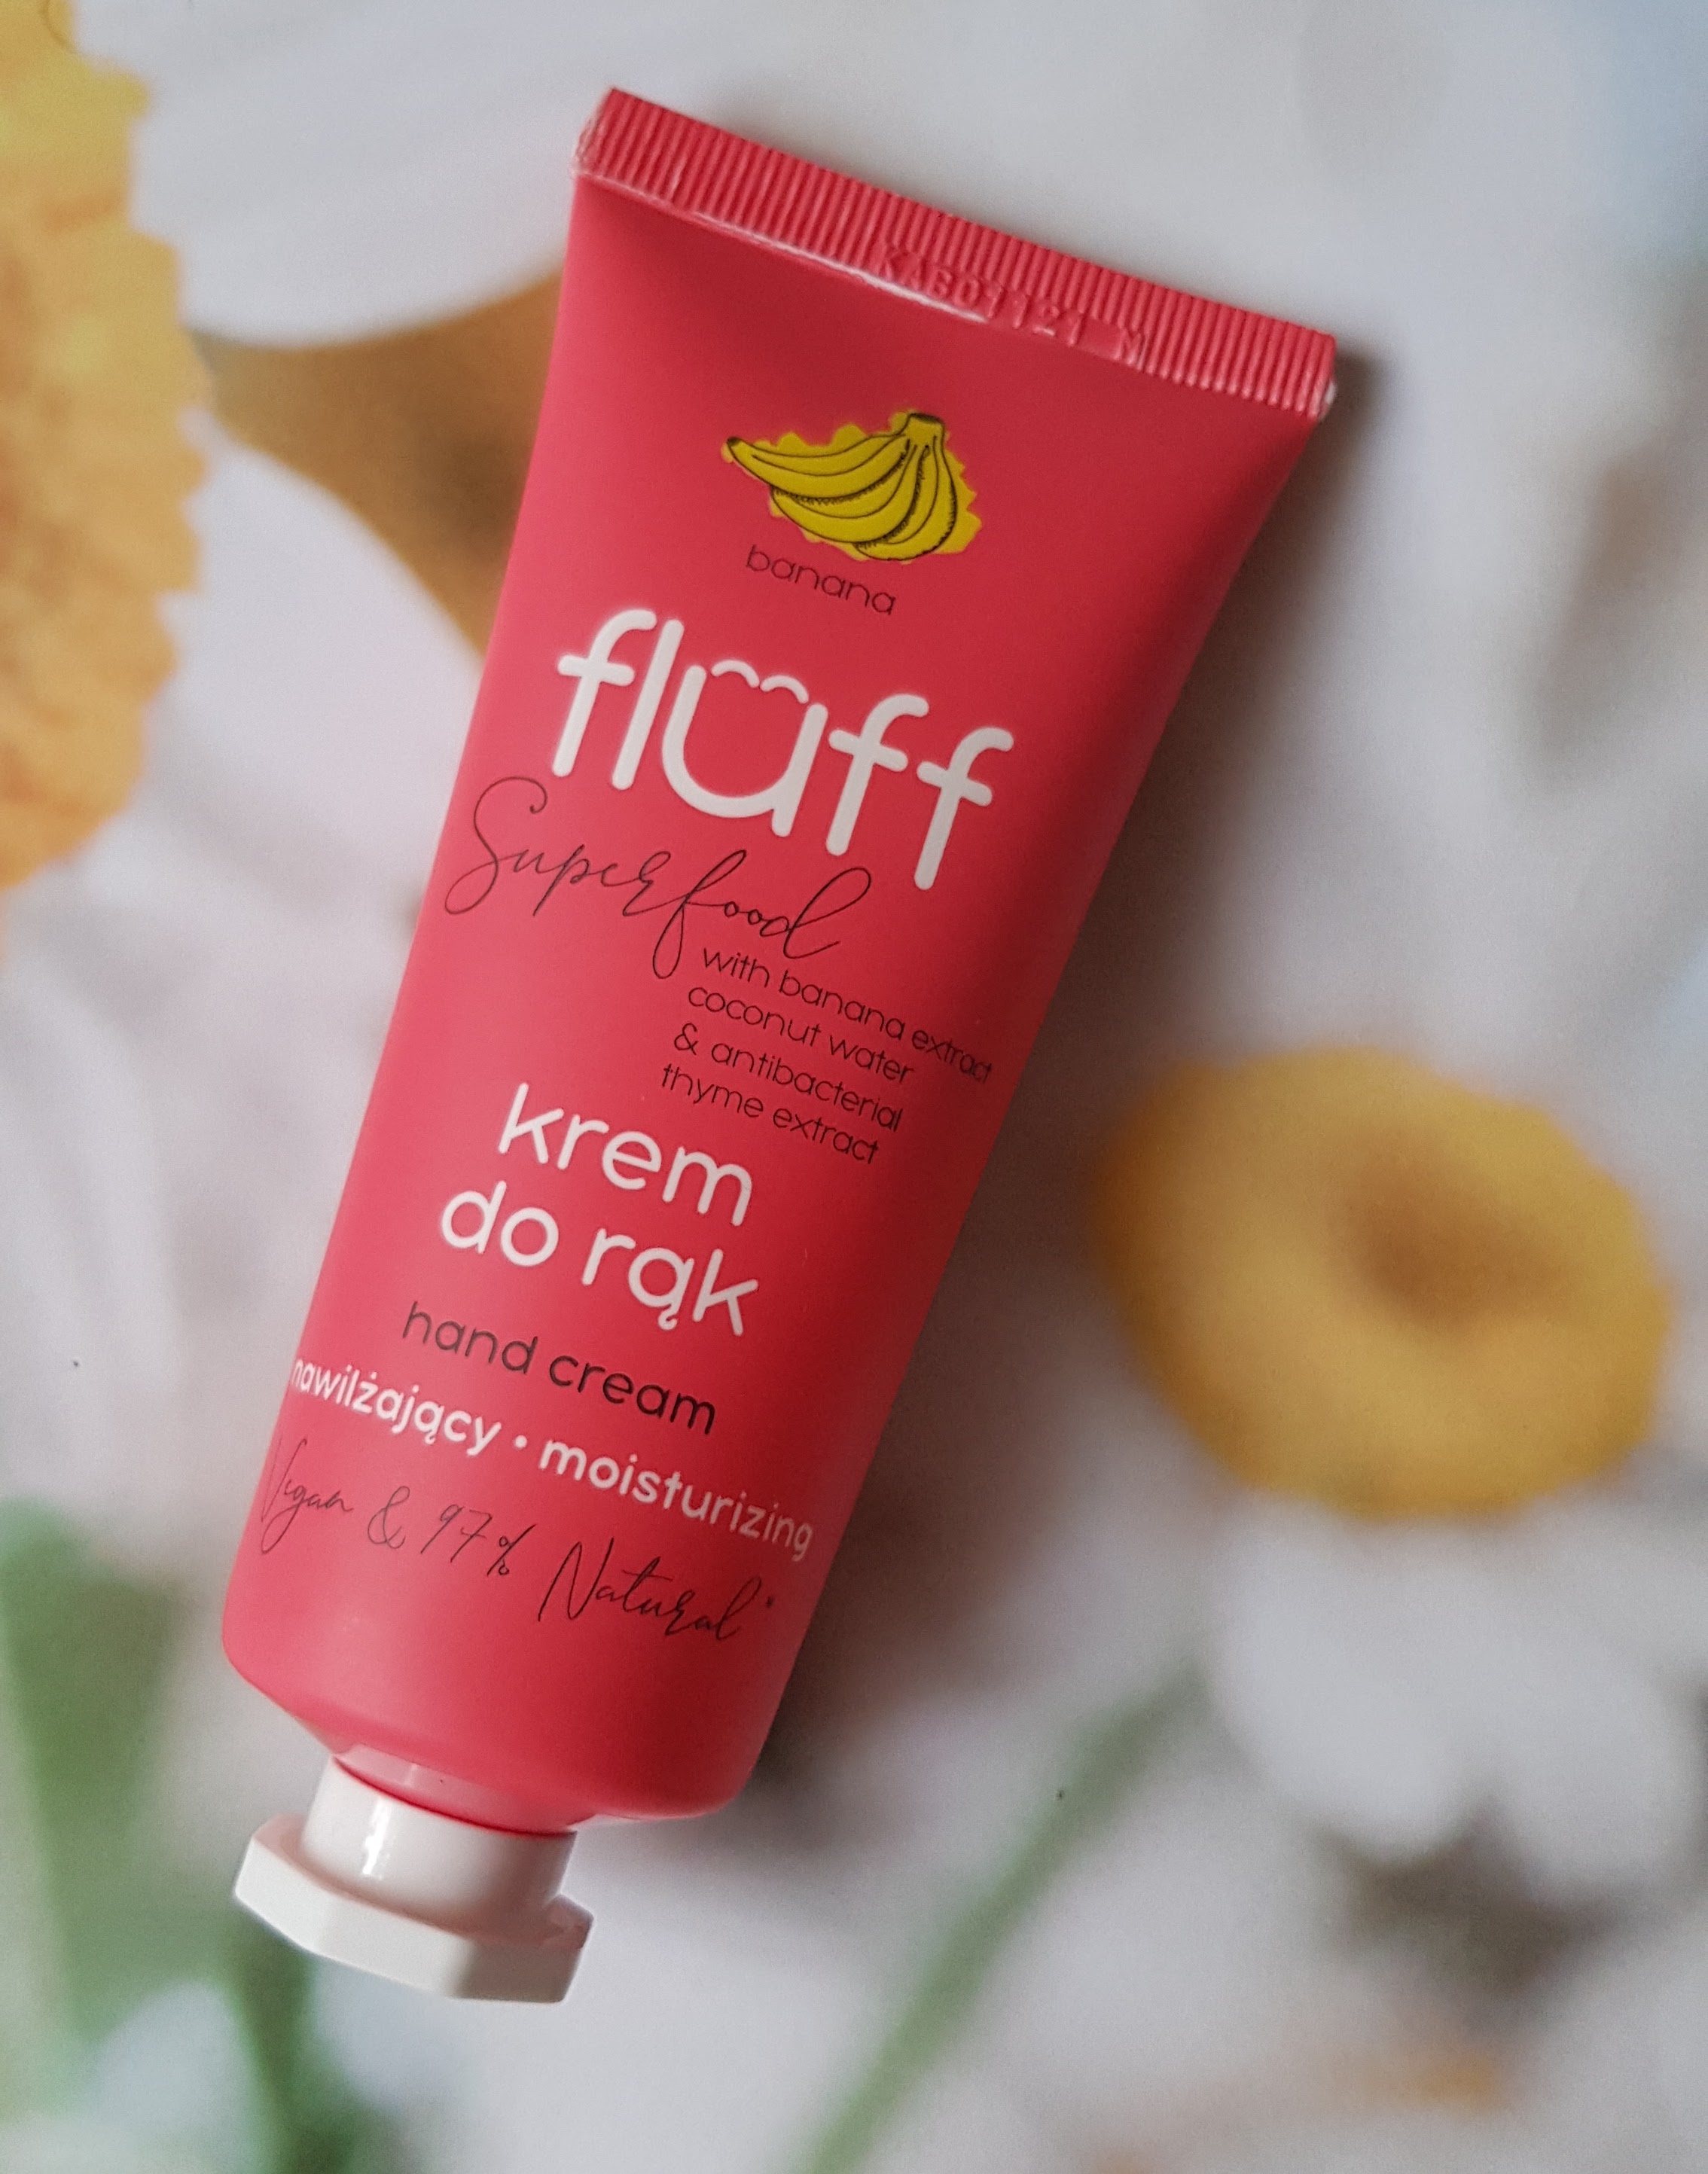 banana
flüff
Superfood
with banana extract
coconut water
& antibacterial
thyme extract
krem
do rąk
hand cream
nawilżający • moisturizing
Vegan & 97% Natural*